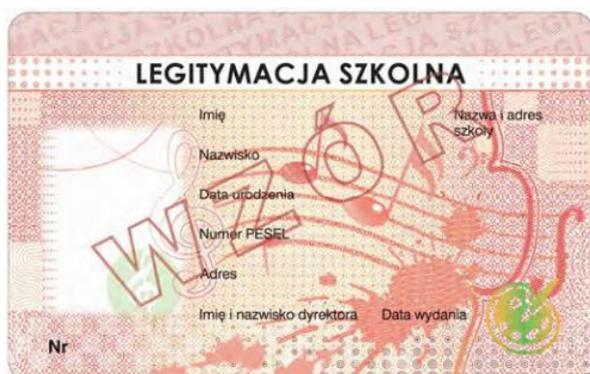 LEGITYMACJA SZKOLNA
Imię
Nazwa i adres
szkoły
Nazwisko
Data urodzenia
Numer PESEL
Adres
Imię i nazwisko dyrektora
Data wydania
Nr
WZÓR